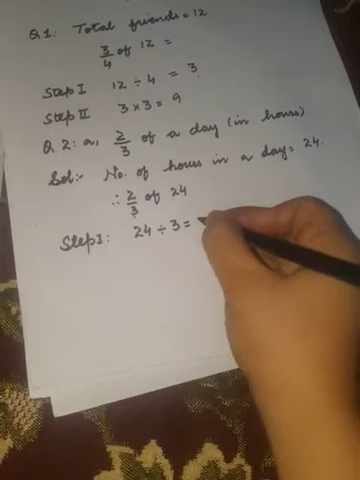 Q1: Total friends = 12
3/4 of 12 =
Step I 12 ÷ 4 = 3
Step II 3 × 3 = 9
Q 2: a, 2/3 of a day (in hours)
Sol:- No. of hours in a day = 24.
∴ 2/3 of 24
Step I: 24 ÷ 3 =